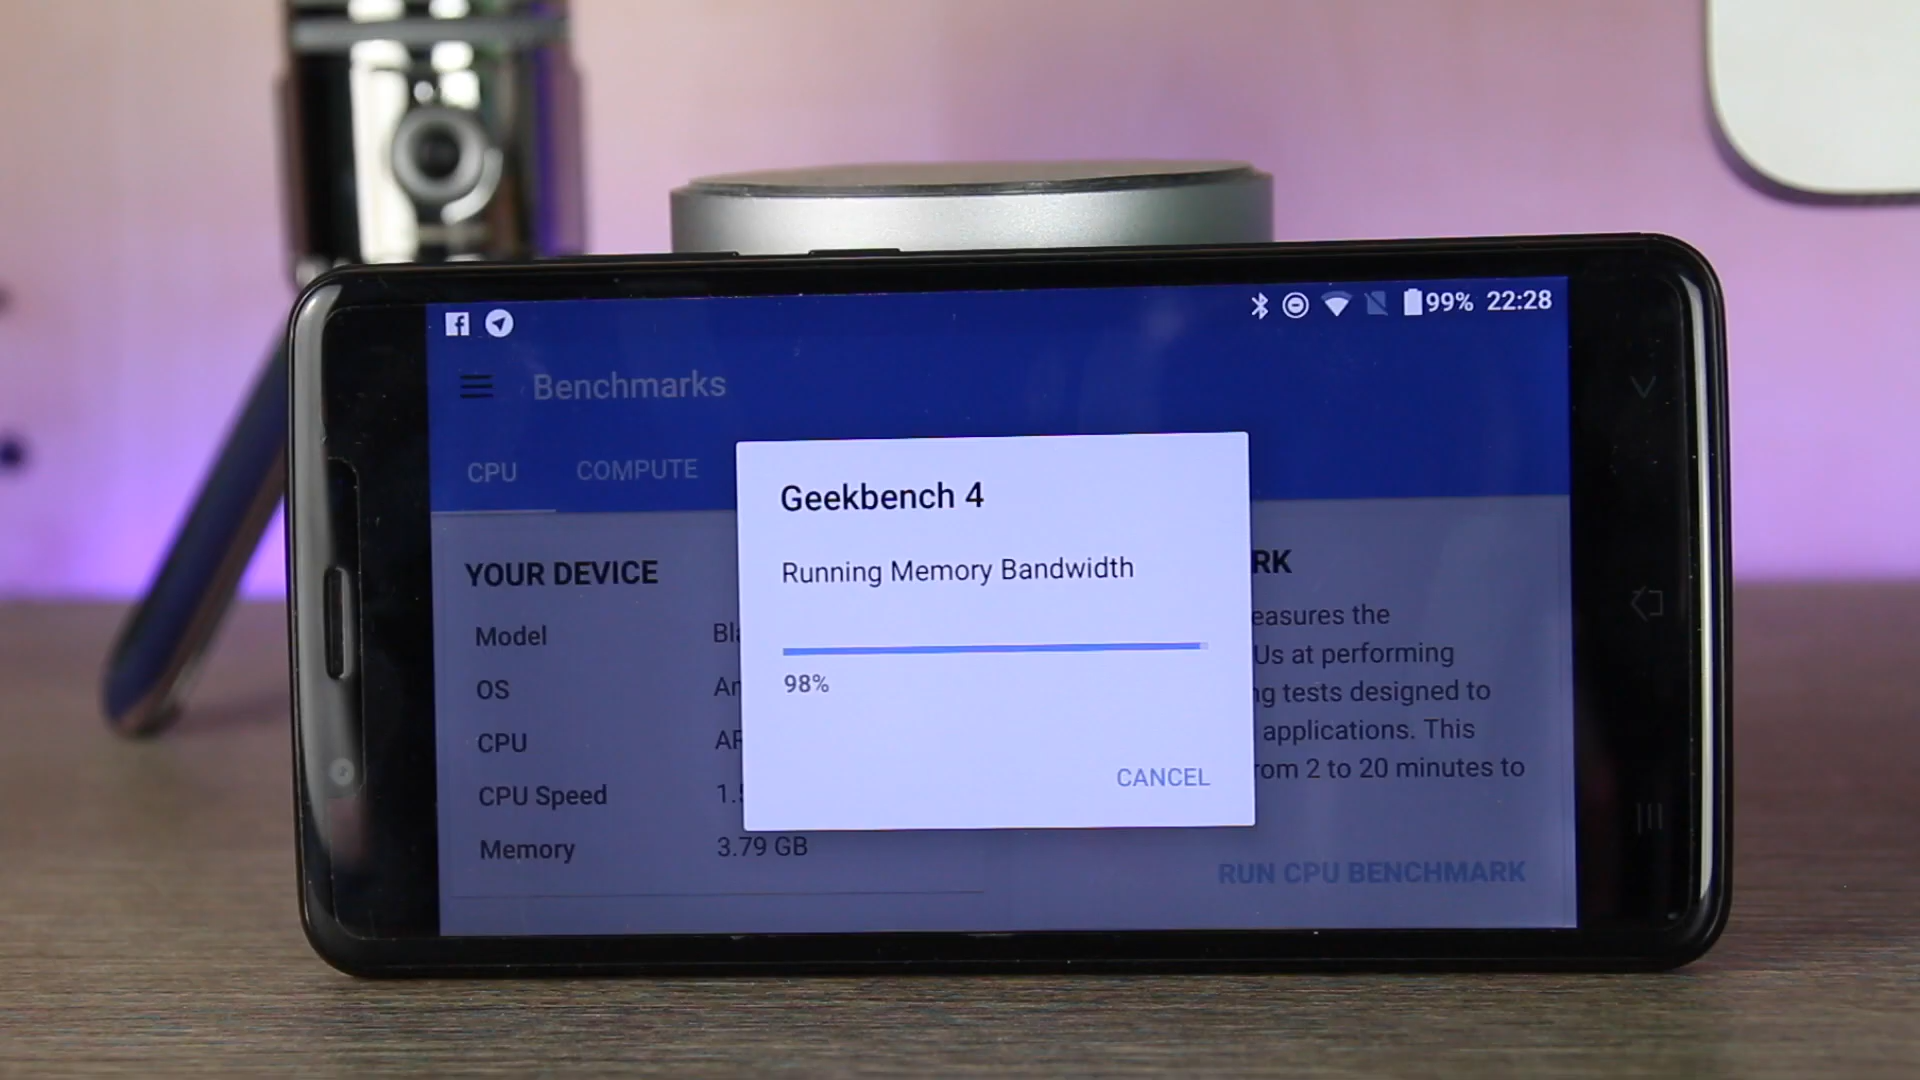 99% 22:28
Benchmarks
CPU COMPUTE
Geekbench 4
Running Memory Bandwidth
98%
CANCEL
YOUR DEVICE
Model
OS
CPU
CPU Speed
Memory 3.79 GB
easures the
Us at performing
tests designed to
applications. This
2 to 20 minutes to
RUN CPU BENCHMARK